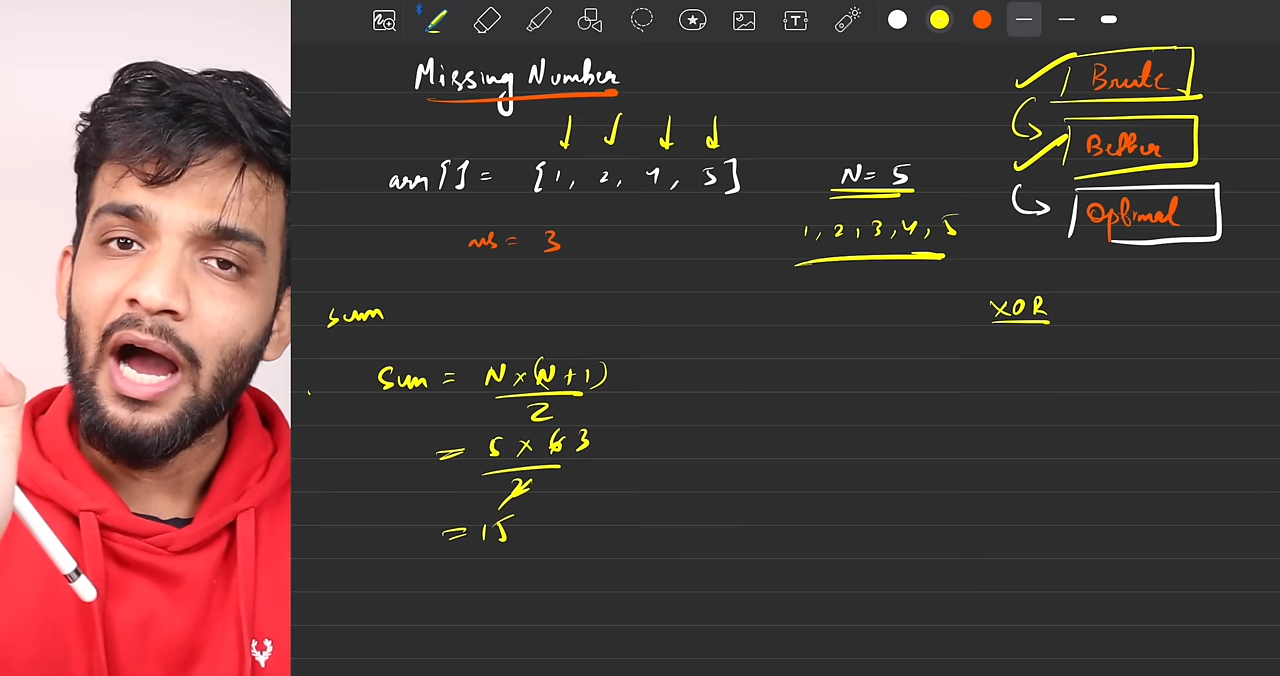 Missing Number
Brute
Better
Optimal
arr[] = {1, 2, 4, 5}
N = 5
1, 2, 3, 4, 5
ans = 3
sum
XOR
Sum = N x (N + 1)
2
= 5 x 6 3
2
= 15
T